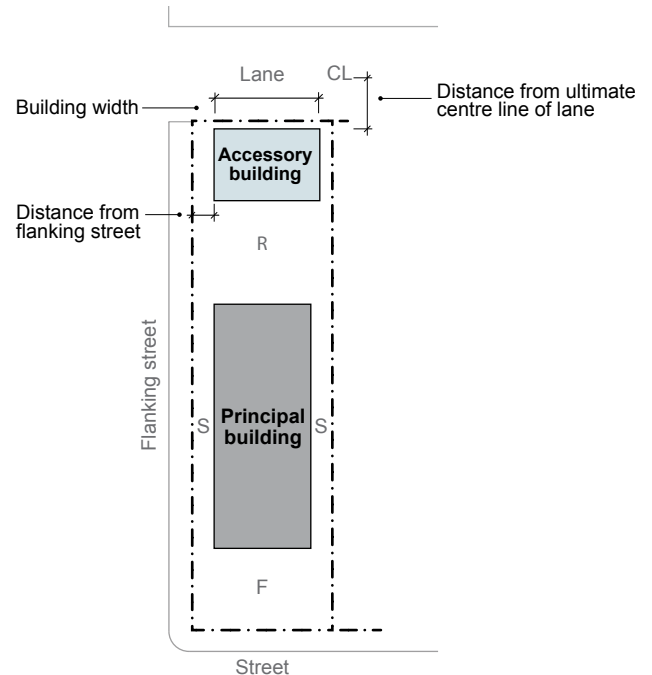 Lane
CL
Distance from ultimate
centre line of lane
Building width
Accessory
building
Distance from
flanking street
R
Flanking street
S
Principal
building
S
F
Street